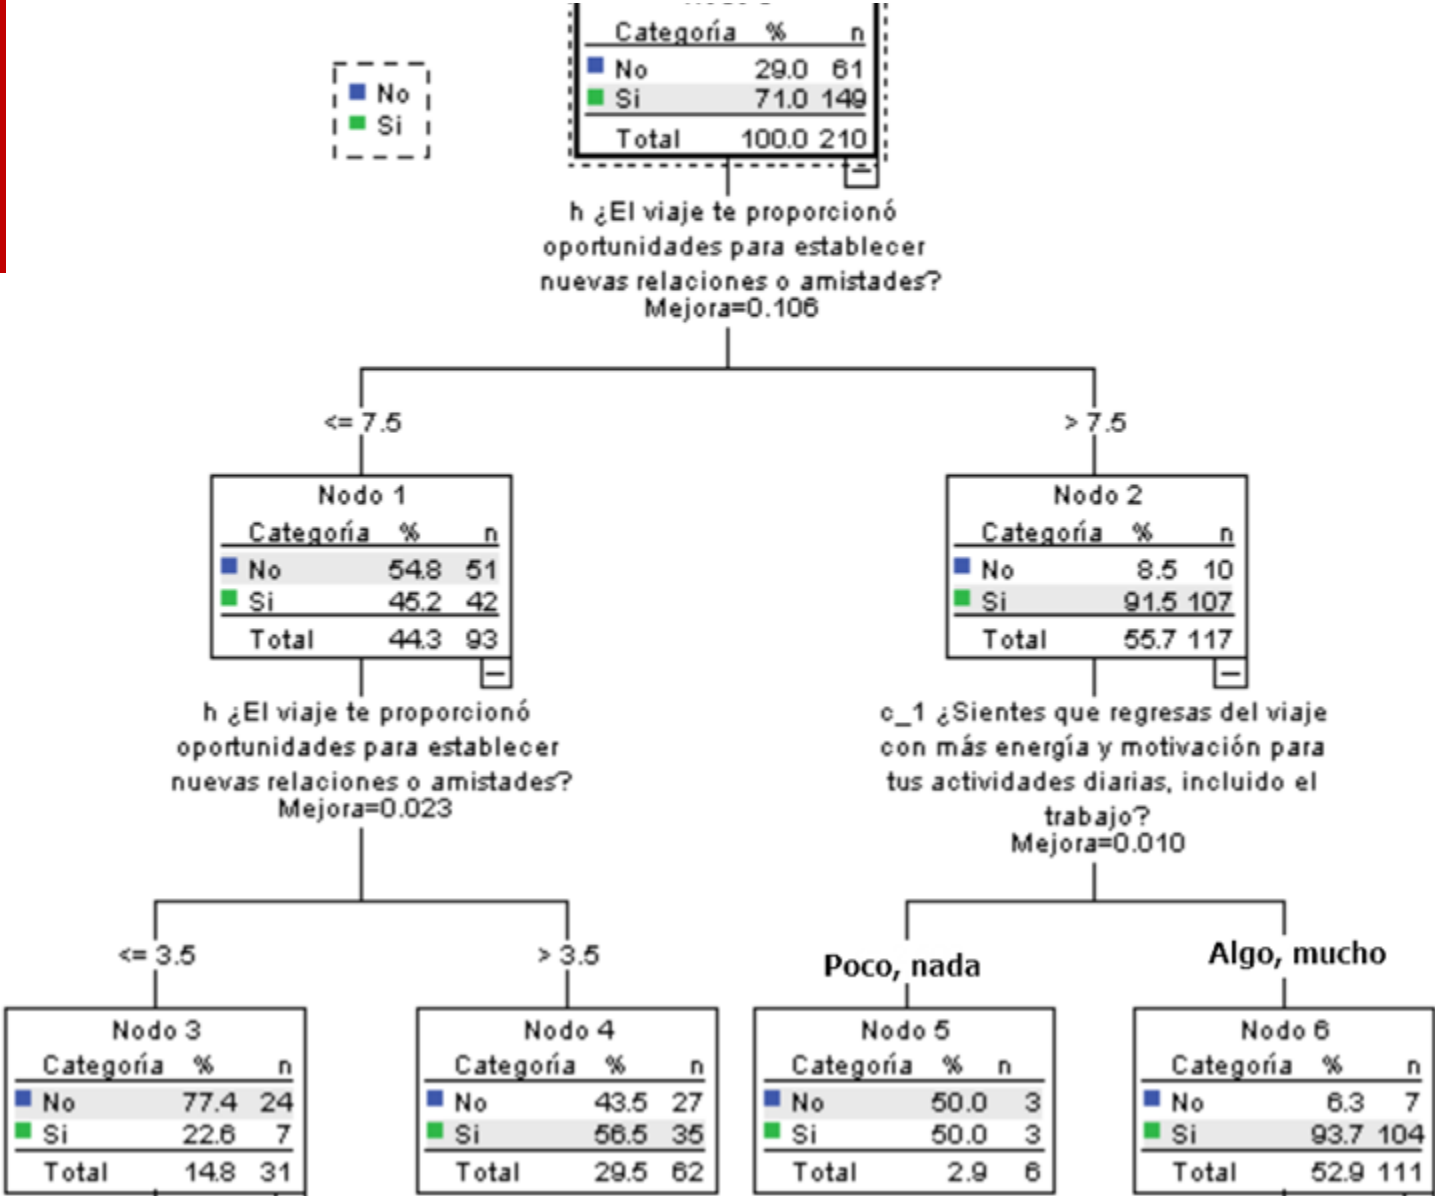 Categoría % n
No 29.0 61
Si 71.0 149
Total 100.0 210
No
Si
h ¿El viaje te proporcionó
oportunidades para establecer
nuevas relaciones o amistades?
Mejora=0.106
<= 7.5
> 7.5
Nodo 1
Categoría % n
No 54.8 51
Si 45.2 42
Total 44.3 93
Nodo 2
Categoría % n
No 8.5 10
Si 91.5 107
Total 55.7 117
h ¿El viaje te proporcionó
oportunidades para establecer
nuevas relaciones o amistades?
Mejora=0.023
c_1 ¿Sientes que regresas del viaje
con más energía y motivación para
tus actividades diarias, incluido el
trabajo?
Mejora=0.010
<= 3.5
> 3.5
Poco, nada
Algo, mucho
Nodo 3
Categoría % n
No 77.4 24
Si 22.6 7
Total 14.8 31
Nodo 4
Categoría % n
No 43.5 27
Si 56.5 35
Total 29.5 62
Nodo 5
Categoría % n
No 50.0 3
Si 50.0 3
Total 2.9 6
Nodo 6
Categoría % n
No 6.3 7
Si 93.7 104
Total 52.9 111